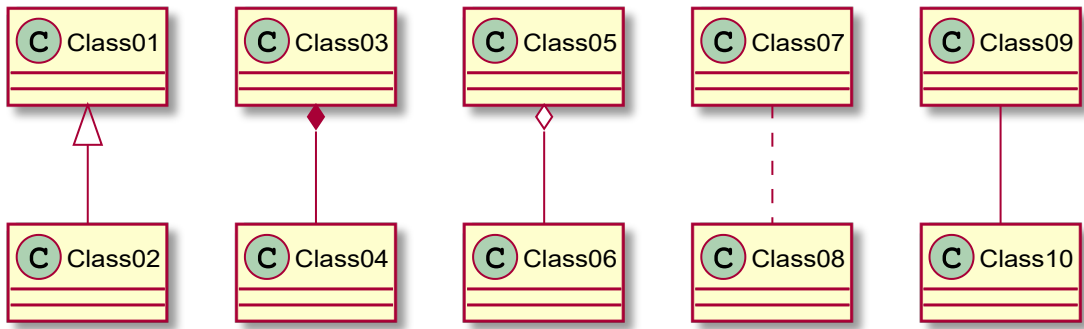 C Class01
C Class03
C Class05
C Class07
C Class09
C Class02
C Class04
C Class06
C Class08
C Class10